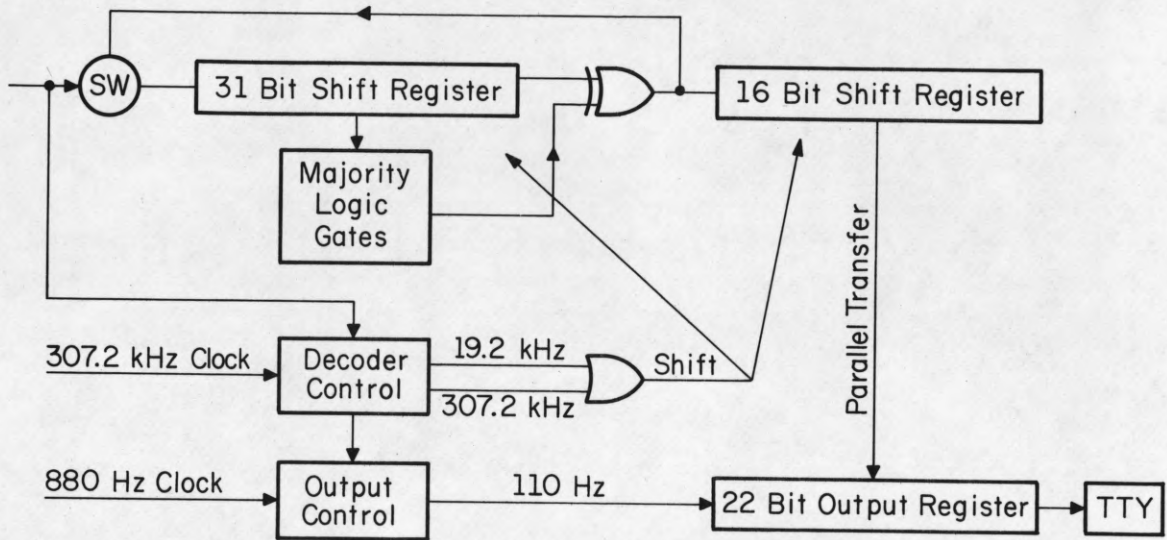 SW
31 Bit Shift Register
16 Bit Shift Register
Majority
Logic
Gates
Parallel Transfer
307.2 kHz Clock
Decoder
Control
19.2 kHz
307.2 kHz
Shift
880 Hz Clock
Output
Control
110 Hz
22 Bit Output Register
TTY